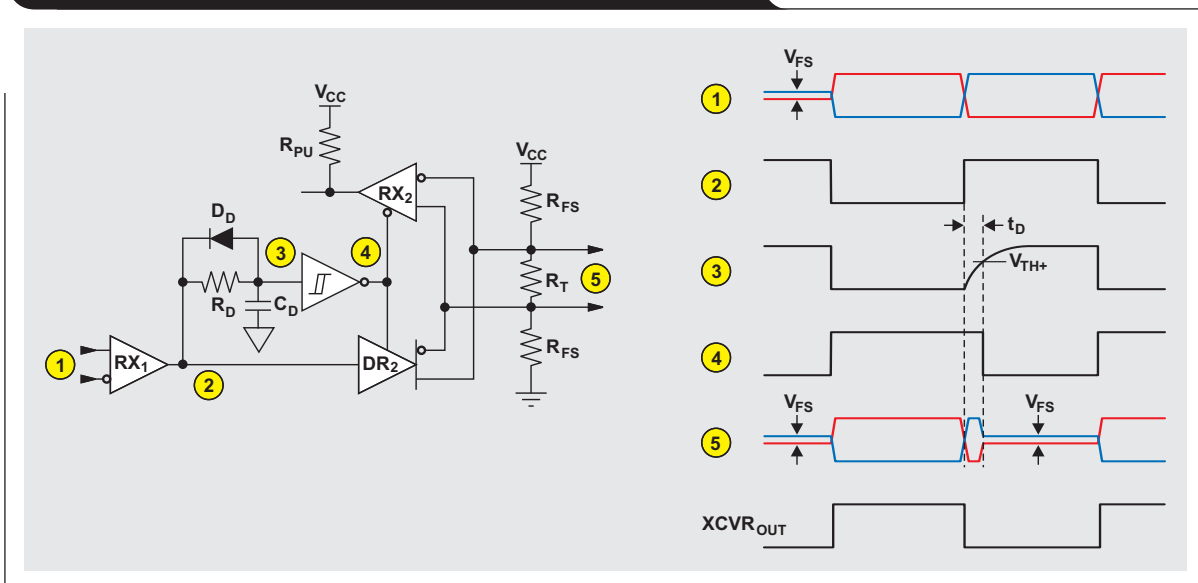 VCC
RPU
VCC
RX2
RFS
DD
3
4
5
RT
RD
CD
RFS
1
RX1
2
DR2
VFS
1
2
tD
3
VTH+
4
VFS
VFS
5
XCVROUT